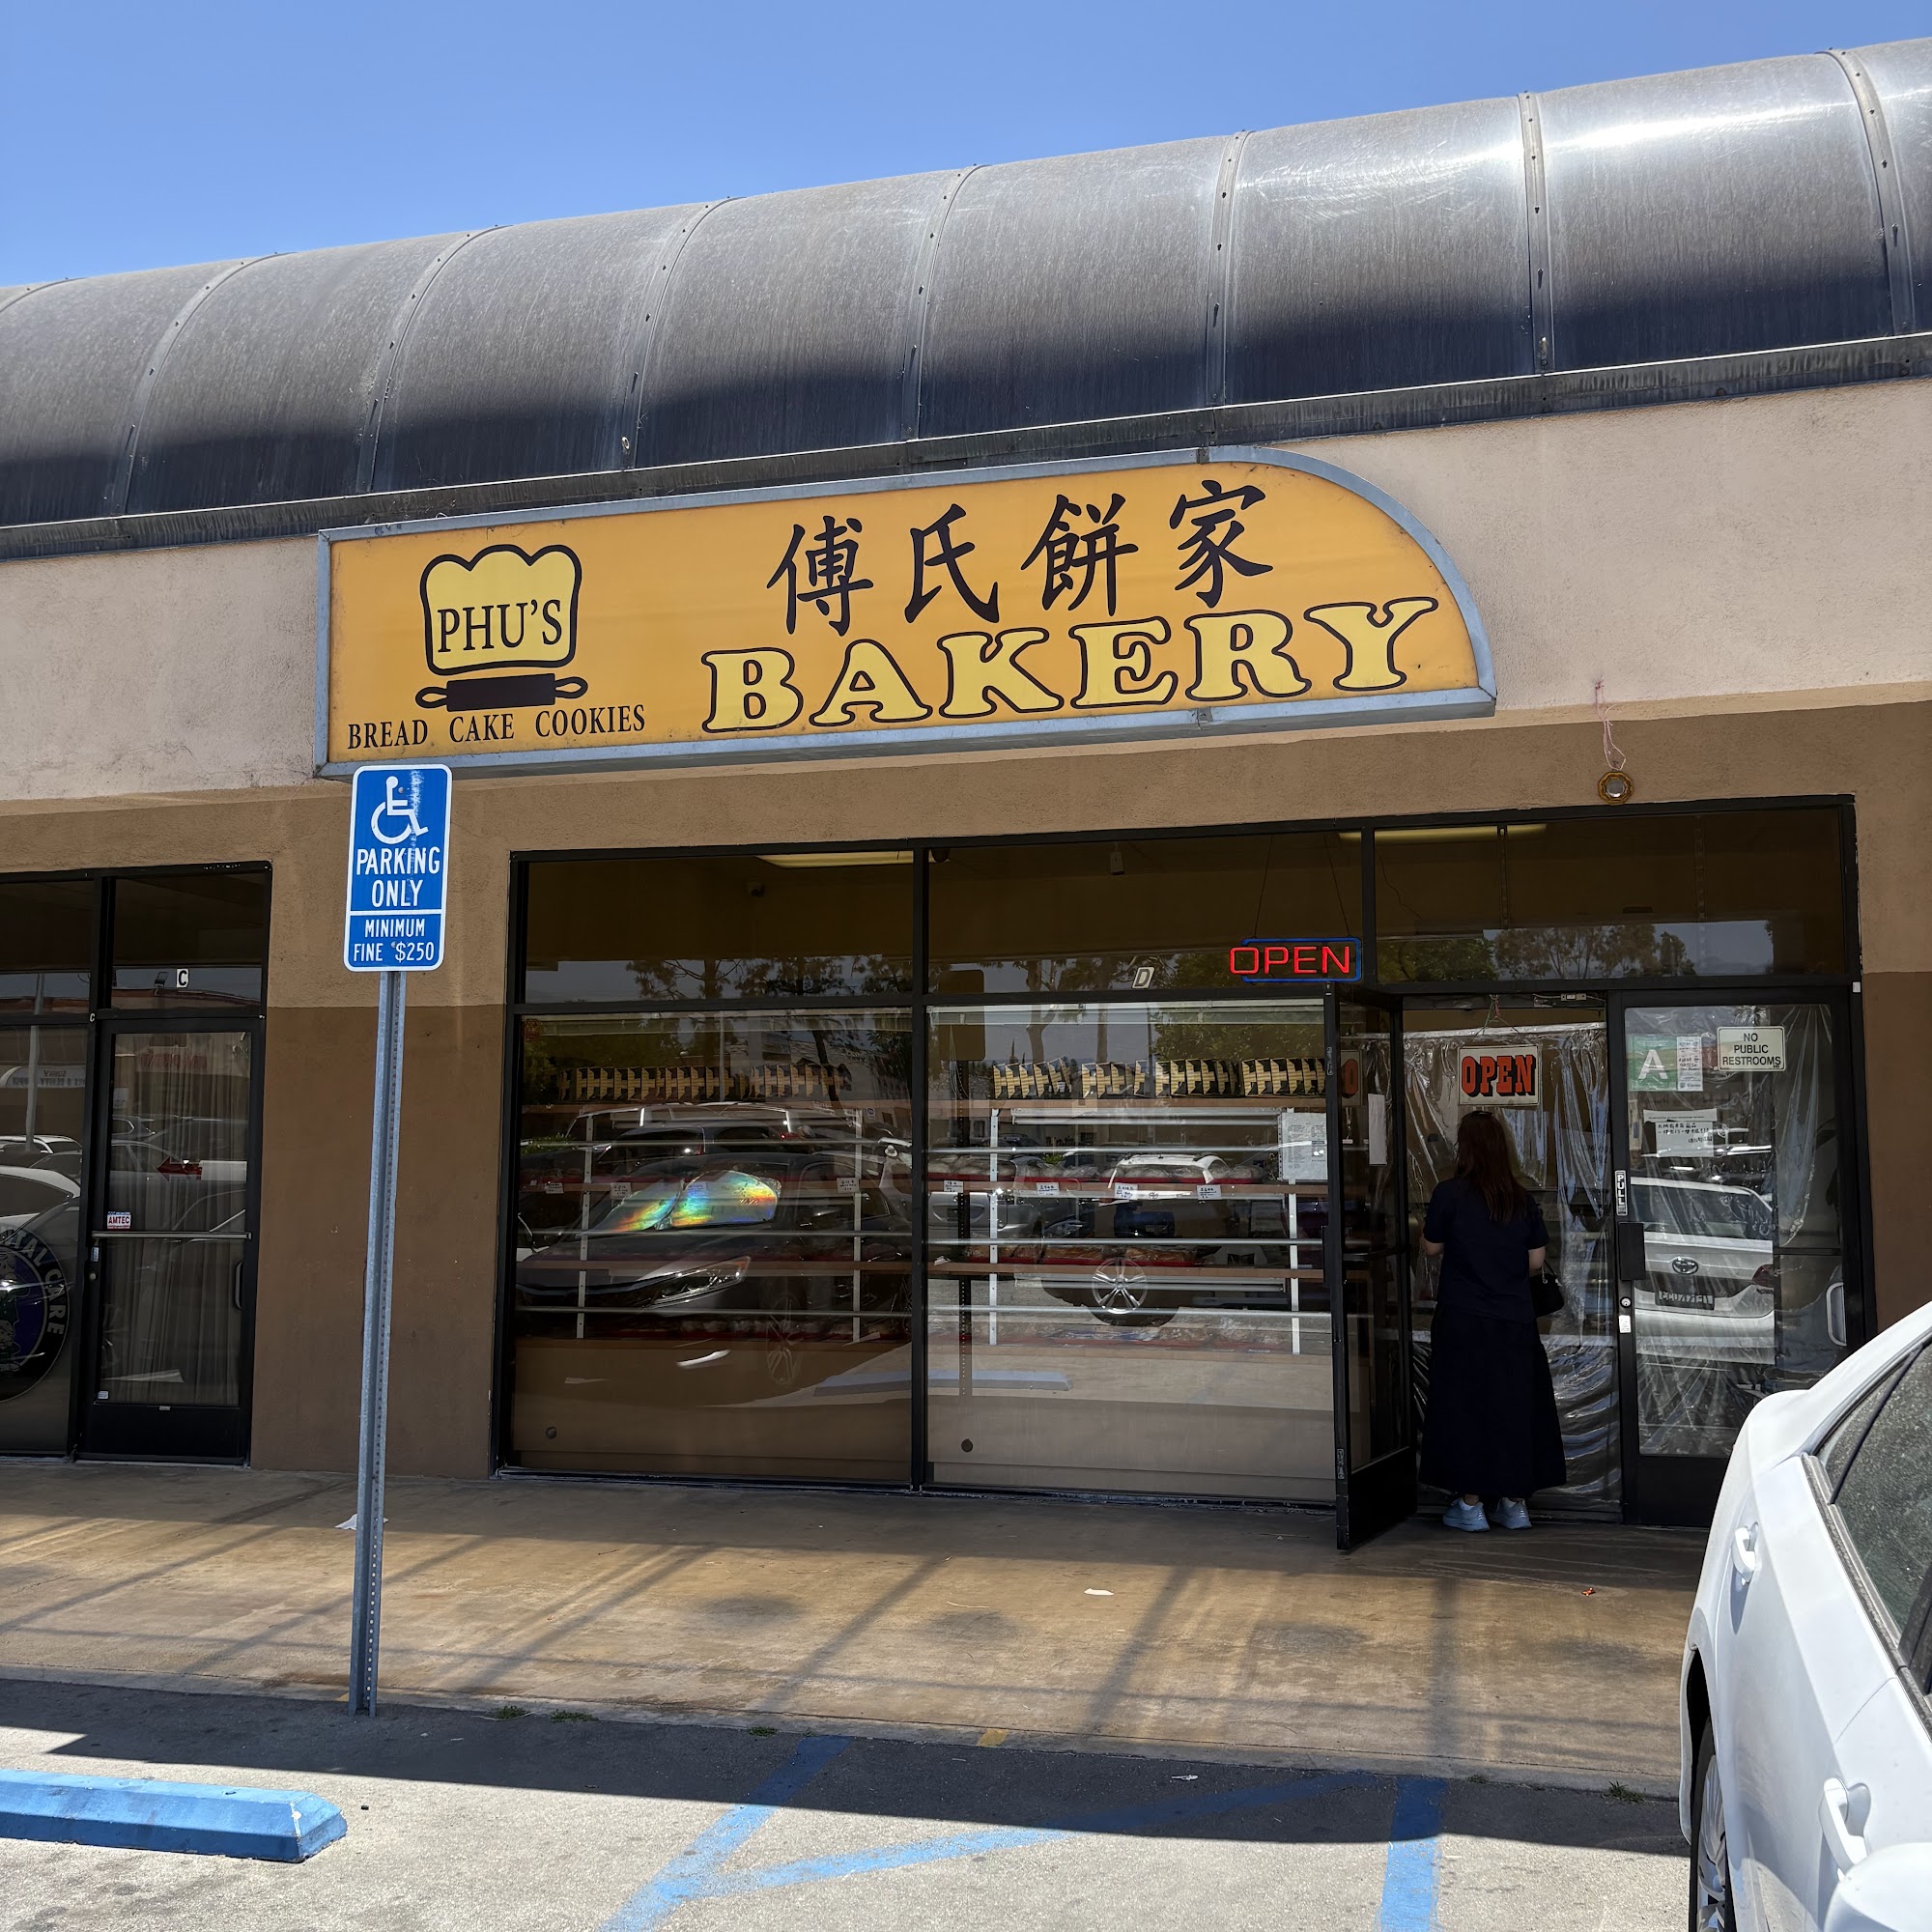 傅氏餅家
PHU'S
BAKERY
BREAD CAKE COOKIES
PARKING
ONLY
MINIMUM
FINE $250
C
D
OPEN
OPEN
A
NO
PUBLIC
RESTROOMS
PULL
AMTEC